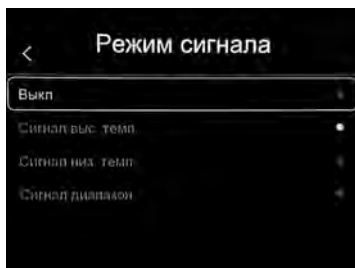 Режим сигнала
Выкл
Сигнал выс. темп.
Сигнал низ. темп
Сигнал диапазон